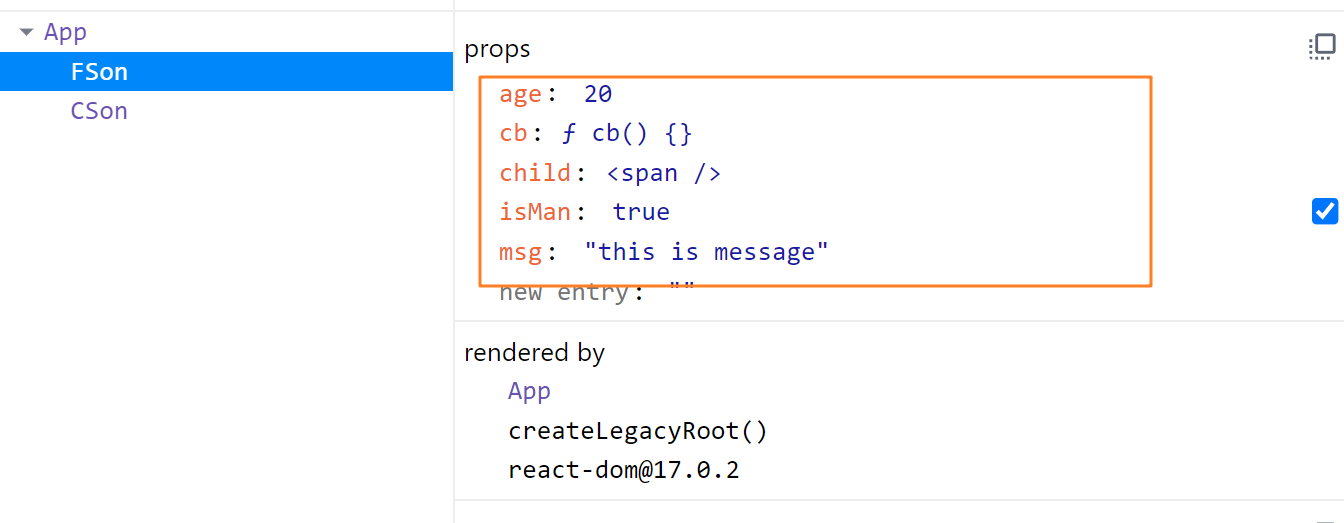 App
FSon
CSon
props
age: 20
cb: ƒ cb() {}
child: <span />
isMan: true
msg: "this is message"
new entry: ""
rendered by
App
createLegacyRoot()
react-dom@17.0.2